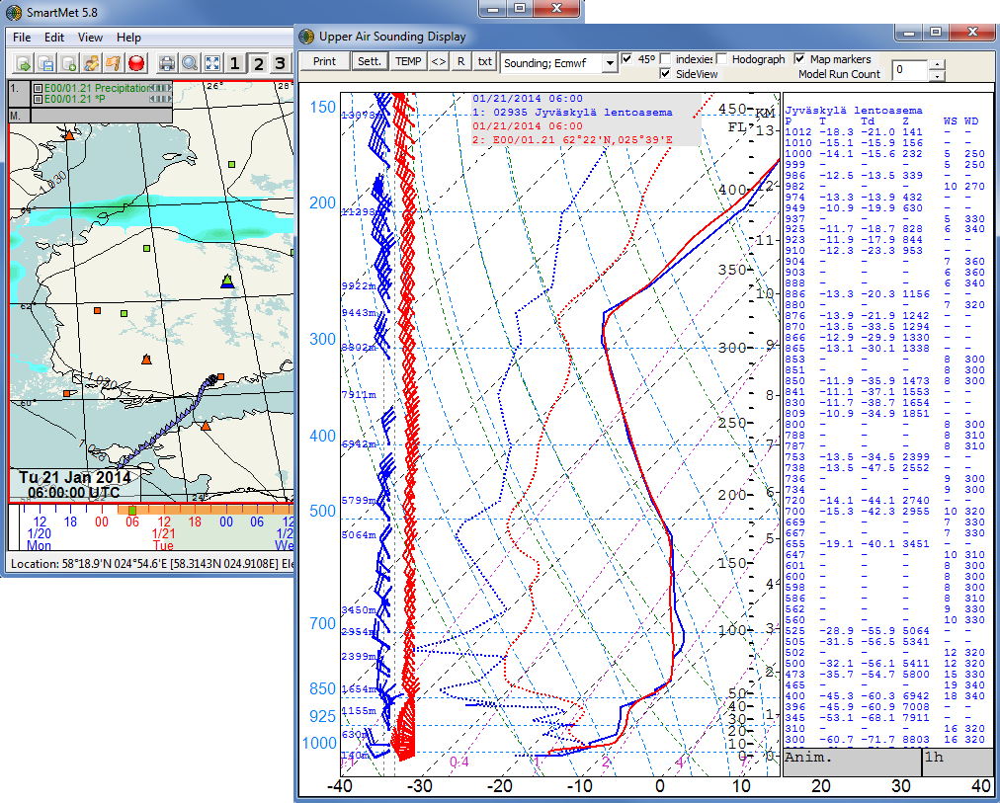 SmartMet 5.8
File Edit View Help
1 2 3
1. E00/01.21 Precipitation
E00/01.21 *P
M.
26° 28°
1.030
64°
62°
1.030
60°
1.028
58° 24°
Tu 21 Jan 2014
06:00:00 UTC
12 18 00 06 12 18 00 06 12
1/20 1/21 1/2
Mon Tue We
Location: 58°18.9'N 024°54.6'E [58.3143N 024.9108E] Ele
Upper Air Sounding Display
Print Sett. TEMP <> R txt Sounding; Ecmwf 45° indexies Hodograph Map markers
SideView Model Run Count 0
01/21/2014 06:00
1: 02935 Jyväskylä lentoasema
01/21/2014 06:00
2: E00/01.21 62°22'N,025°39'E
150
200
300
400
500
700
850
925
1000
13073m
11293m
9922m
9443m
8802m
7911m
6942m
5799m
5064m
3450m
2954m
2399m
1654m
1155m
630m
140m
450 KM
FL 13
400
11
350
10
300 9
8
250
7
200 6
5
150
4
3
100
2
50
40 1
30
20
10
0 0
0.4 1 2 4 7
-40 -30 -20 -10 0 10 20 30 40
Jyväskylä lentoasema
P T Td Z WS WD
1012 -18.3 -21.0 141
1010 -15.1 -15.9 156 - -
1000 -14.1 -15.6 232 5 250
999 - - - 5 250
986 -12.5 -13.5 339 - -
982 - - - 10 270
974 -13.3 -13.9 432 - -
949 -10.9 -19.9 630 - -
937 - - - 5 330
925 -11.7 -18.7 828 6 340
923 -11.9 -17.9 844 - -
910 -12.3 -23.3 953 - -
904 - - - 7 360
903 - - - 6 360
888 - - - 6 340
886 -13.3 -20.3 1156 - -
880 - - - 7 320
876 -13.9 -21.9 1242 - -
870 -13.5 -33.5 1294 - -
866 -12.9 -29.9 1330 - -
865 -13.1 -30.1 1338 - -
853 - - - 8 300
851 - - - 8 300
850 -11.9 -35.9 1473 8 300
841 -11.1 -37.1 1553 - -
830 -11.7 -38.7 1654 - -
809 -10.9 -34.9 1851 - -
800 - - - 8 300
788 - - - 8 310
787 - - - 8 310
753 -13.5 -34.5 2399 - -
738 -13.5 -47.5 2552 - -
736 - - - 9 300
734 - - - 9 300
720 -14.1 -44.1 2740 - -
700 -15.3 -42.3 2955 10 320
669 - - - 7 330
667 - - - 7 330
655 -19.1 -40.1 3451 - -
647 - - - 10 310
601 - - - 8 300
600 - - - 8 300
598 - - - 8 300
586 - - - 8 310
562 - - - 9 330
560 - - - 10 330
525 -28.9 -55.9 5064 - -
505 -31.5 -56.5 5341 - -
502 - - - 12 320
500 -32.1 -56.1 5411 12 320
473 -35.7 -54.7 5800 15 330
465 - - - 19 340
400 -45.3 -60.3 6942 18 340
396 -45.9 -60.9 7008 - -
345 -53.1 -68.1 7911 - -
310 - - - 16 320
300 -60.7 -71.7 8803 16 320
Anim. 1h